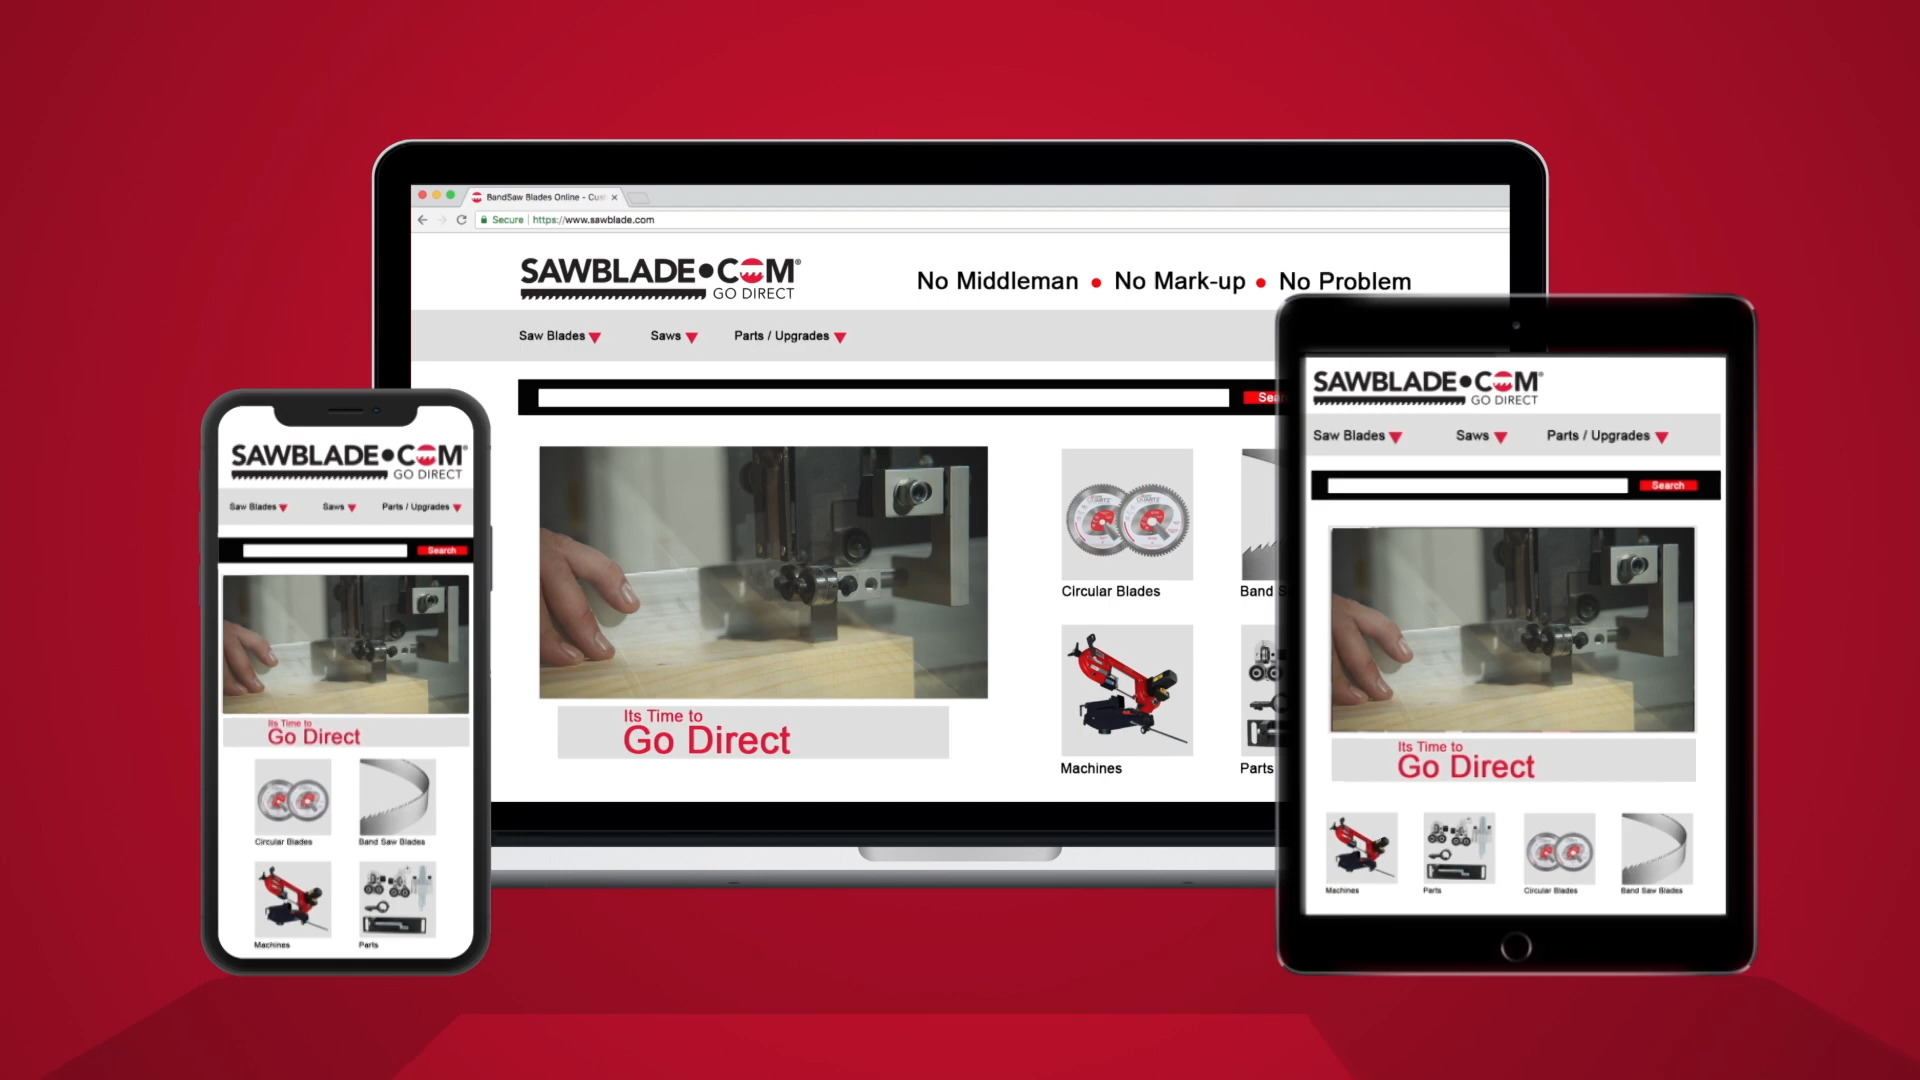 BandSaw Blades Online - Cus
Secure https://www.sawblade.com
SAWBLADE•COM®
GO DIRECT
No Middleman • No Mark-up • No Problem
Saw Blades Saws Parts / Upgrades
Sea
Circular Blades
Band S
Its Time to
Go Direct
Machines
Parts
SAWBLADE•COM®
GO DIRECT
Saw Blades Saws Parts / Upgrades
Search
Its Time to
Go Direct
Circular Blades Band Saw Blades
Machines Parts
SAWBLADE•COM®
GO DIRECT
Saw Blades Saws Parts / Upgrades
Search
Its Time to
Go Direct
Machines Parts Circular Blades Band Saw Blades